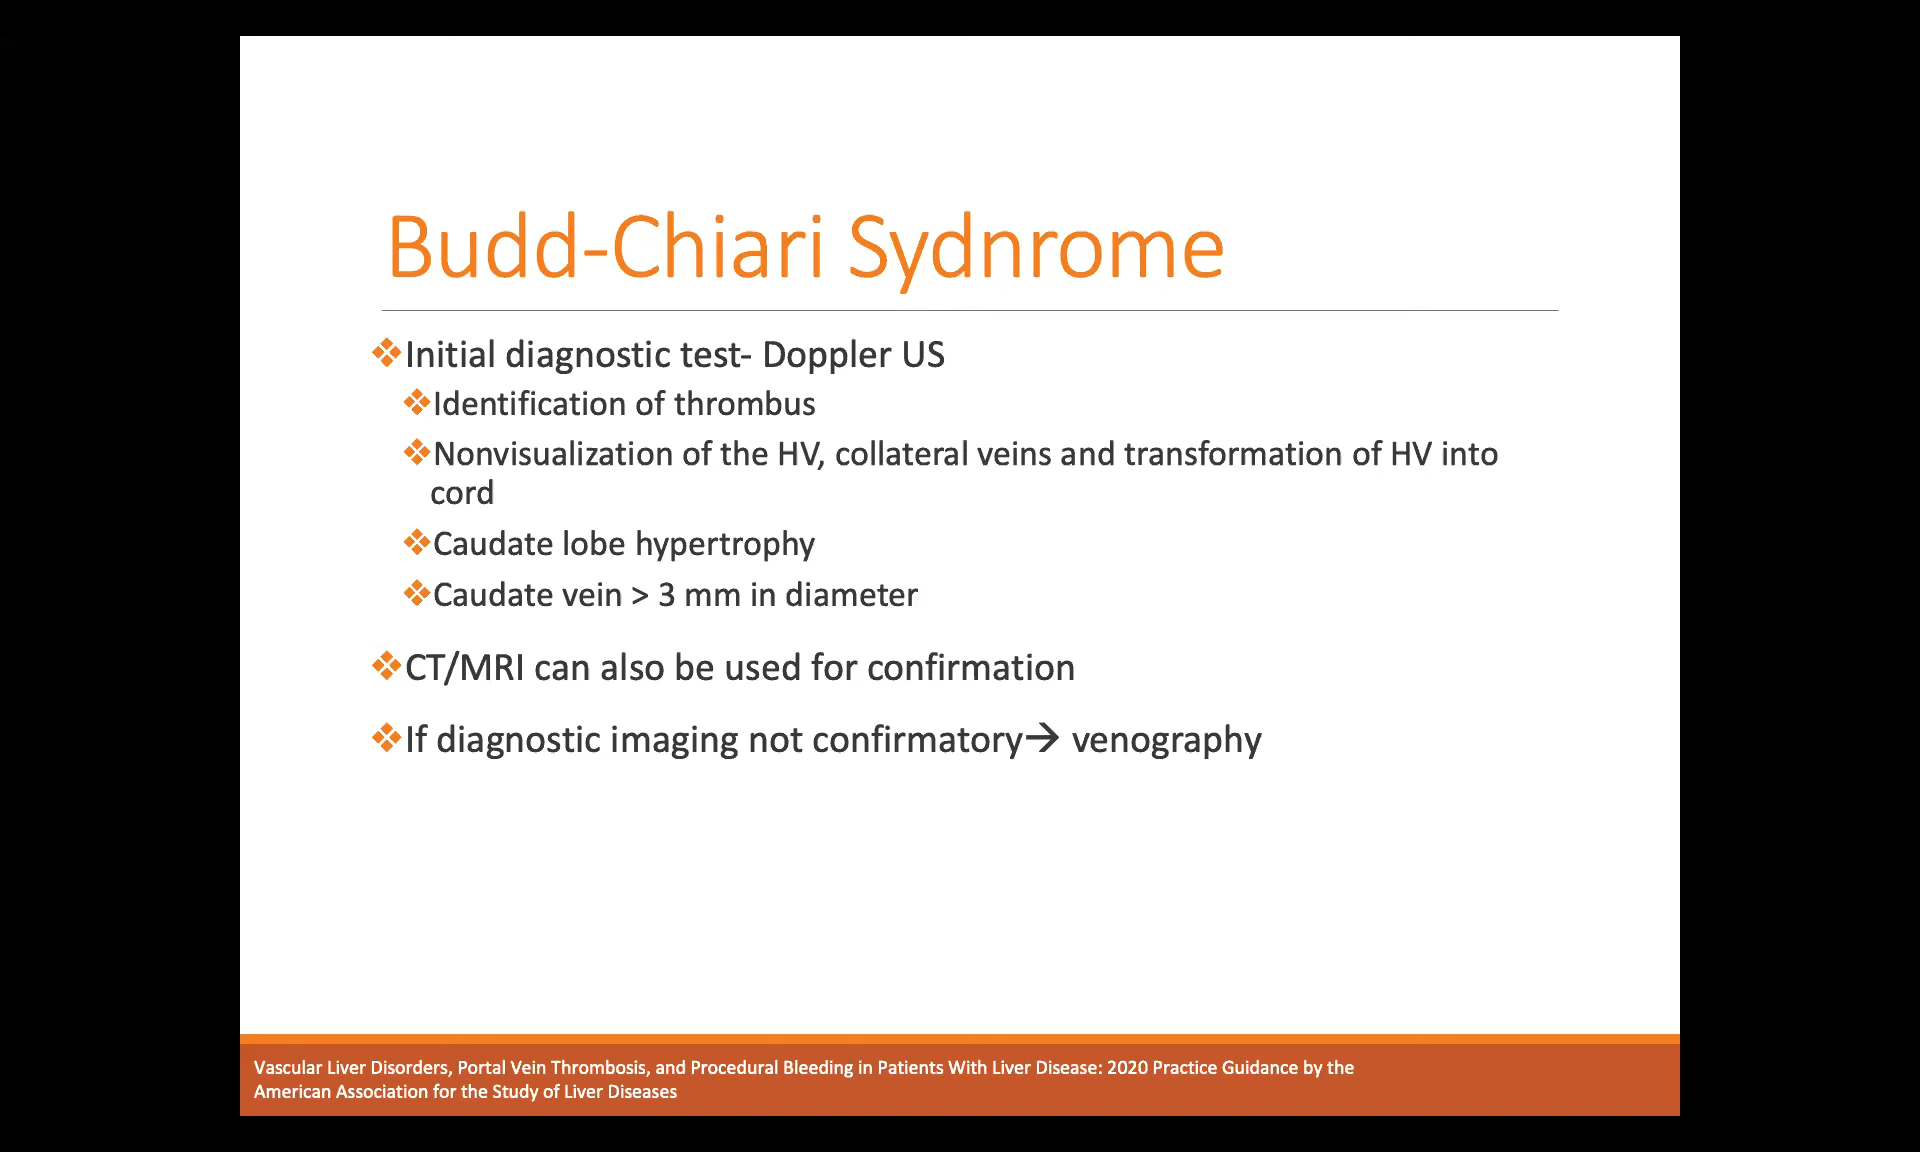 Budd-Chiari Sydnrome
❖Initial diagnostic test- Doppler US
❖Identification of thrombus
❖Nonvisualization of the HV, collateral veins and transformation of HV into
cord
❖Caudate lobe hypertrophy
❖Caudate vein > 3 mm in diameter
❖CT/MRI can also be used for confirmation
❖If diagnostic imaging not confirmatory→ venography
Vascular Liver Disorders, Portal Vein Thrombosis, and Procedural Bleeding in Patients With Liver Disease: 2020 Practice Guidance by the
American Association for the Study of Liver Diseases